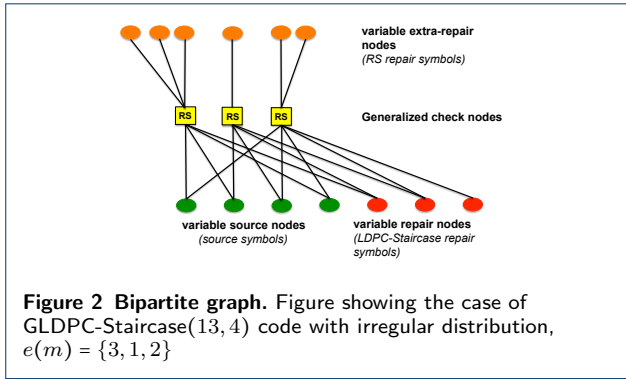 variable extra-repair
nodes
(RS repair symbols)
RS RS RS
Generalized check nodes
variable source nodes
(source symbols)
variable repair nodes
(LDPC-Staircase repair
symbols)
Figure 2 Bipartite graph. Figure showing the case of
GLDPC-Staircase(13, 4) code with irregular distribution,
e(m) = {3, 1, 2}